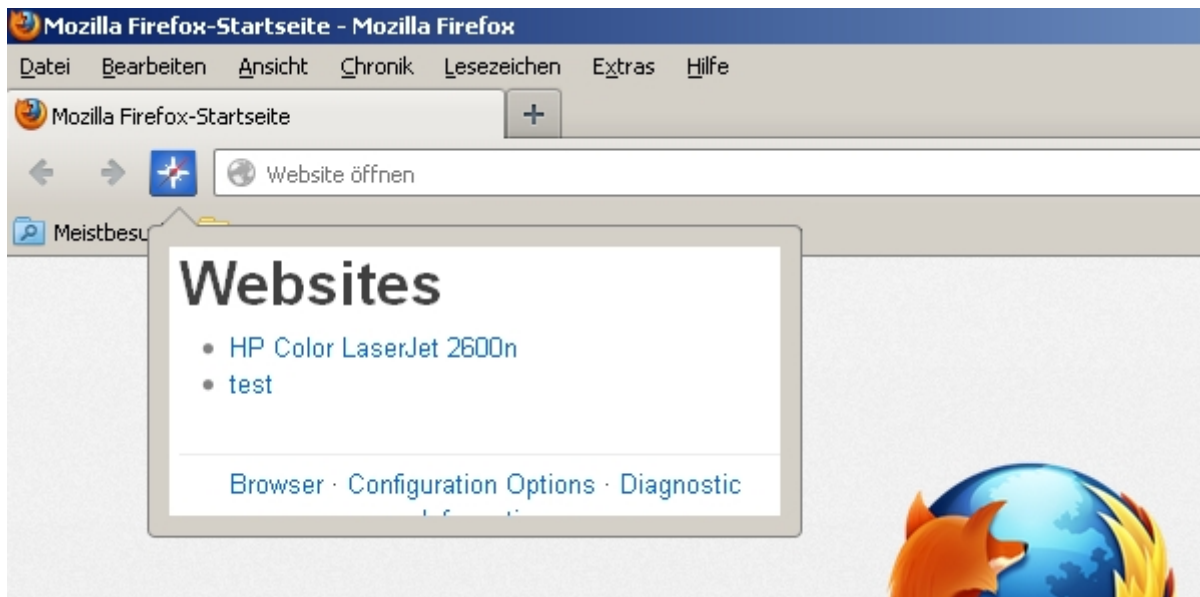 Mozilla Firefox-Startseite - Mozilla Firefox
Datei Bearbeiten Ansicht Chronik Lesezeichen Extras Hilfe
Mozilla Firefox-Startseite +
Website öffnen
Websites
HP Color LaserJet 2600n
test
Browser · Configuration Options · Diagnostic